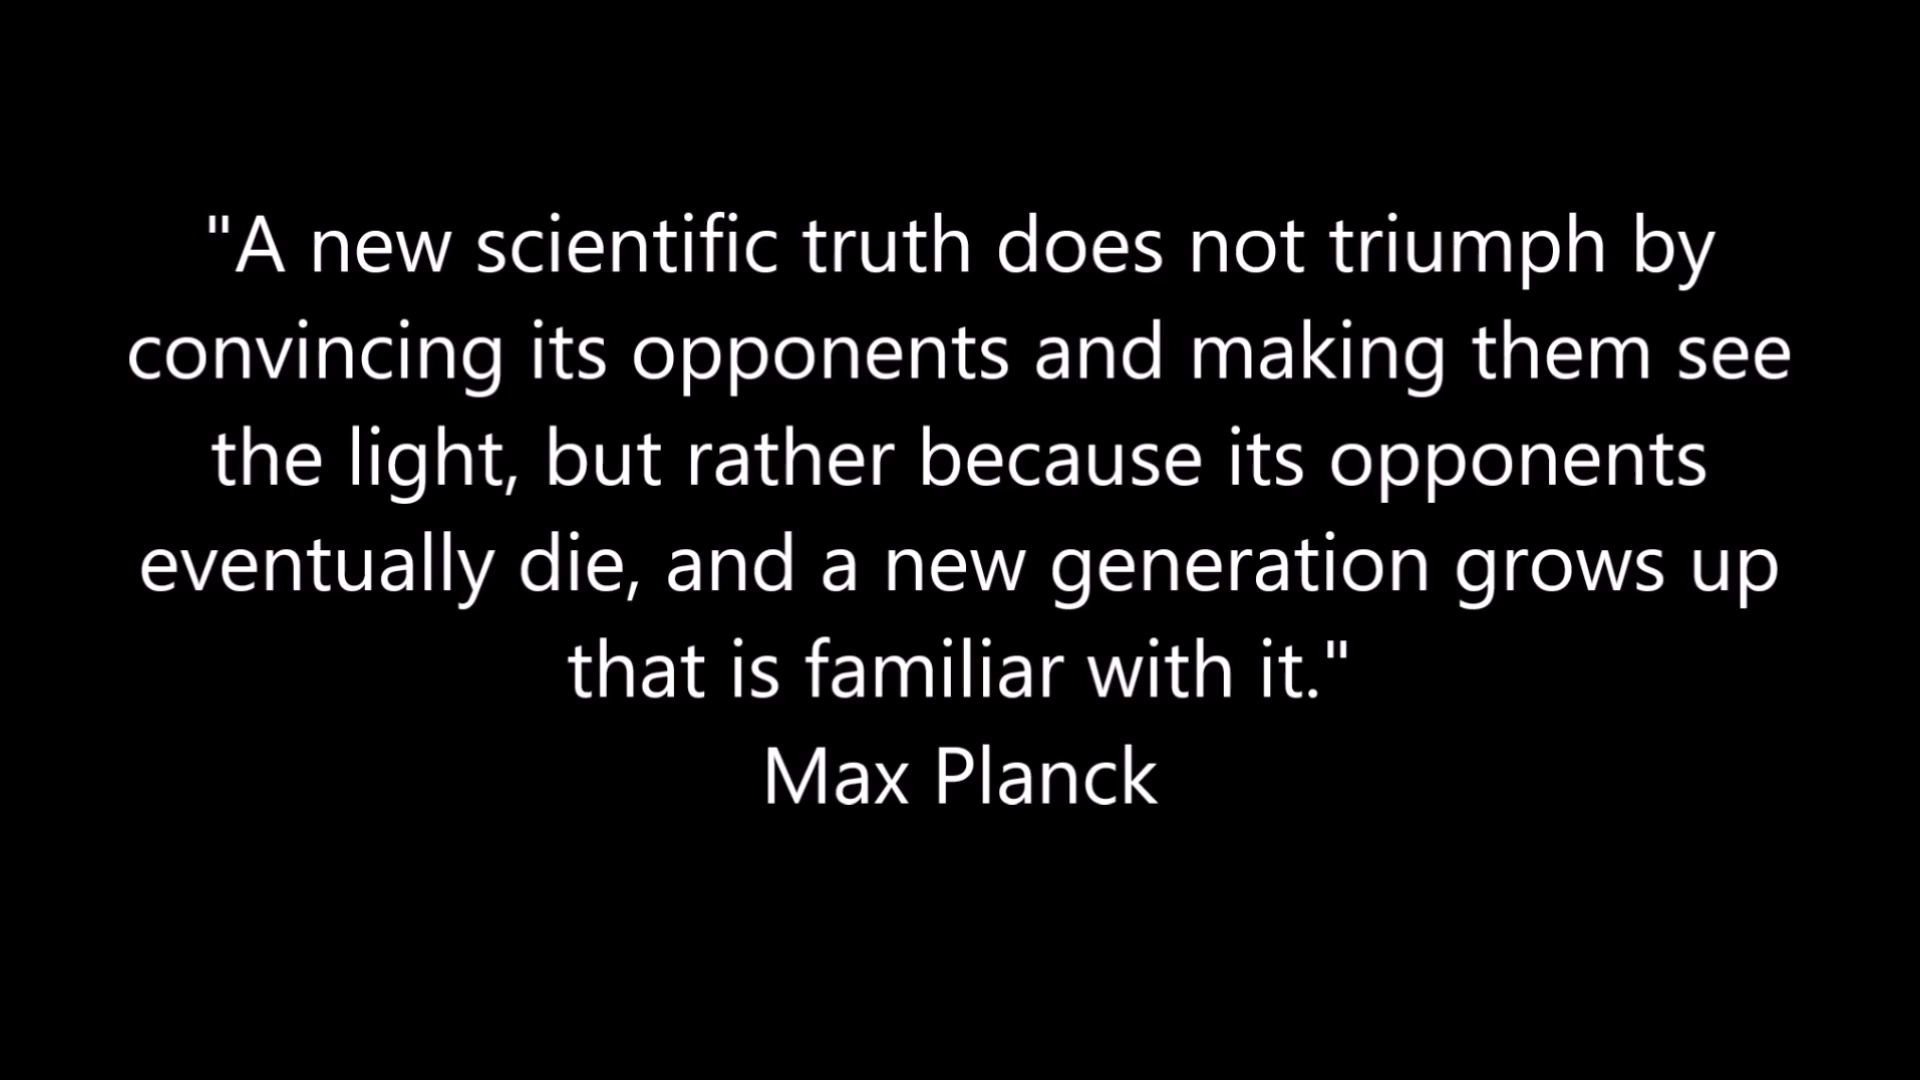 "A new scientific truth does not triumph by
convincing its opponents and making them see
the light, but rather because its opponents
eventually die, and a new generation grows up
that is familiar with it."
Max Planck